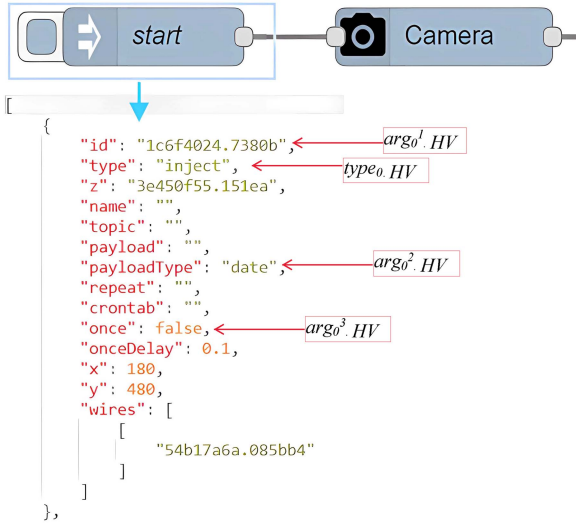 start
Camera
[
{
"id": "1c6f4024.7380b", arg₀¹. HV
"type": "inject", type₀. HV
"z": "3e450f55.151ea",
"name": "",
"topic": "",
"payload": "",
"payloadType": "date", arg₀². HV
"repeat": "",
"crontab": "",
"once": false, arg₀³. HV
"onceDelay": 0.1,
"x": 180,
"y": 480,
"wires": [
[
"54b17a6a.085bb4"
]
]
},